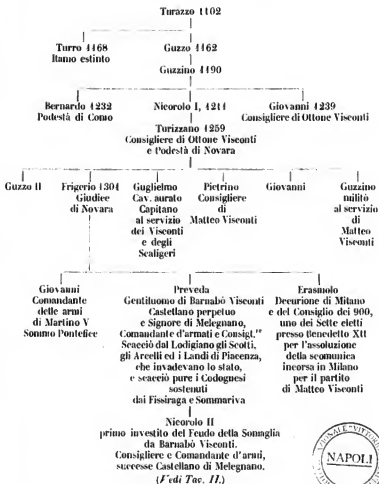 Turazzo 1102
Turro 1168
Ramo estinto
Guzzo 1162
Guzzino 1190
Bernardo 1232
Podestà di Como
Nicorolo I, 1211
Giovanni 1239
Consigliere di Ottone Visconti
Turizzano 1259
Consigliere di Ottone Visconti
e Podestà di Novara
Guzzo II
Frigerio 1301
Giudice
di Novara
Guglielmo
Cav. aurato
Capitano
al servizio
dei Visconti
e degli
Scaligeri
Pietrino
Consigliere
di
Matteo Visconti
Giovanni
Guzzino
militò
al servizio
di
Matteo
Visconti
Giovanni
Comandante
delle armi
di Martino V
Sommo Pontefice
Preveda
Gentiluomo di Barnabò Visconti
Castellano perpetuo
e Signore di Melegnano,
Comandante d'armati e Consigl.re
Scacciò dal Lodigiano gli Scotti,
gli Arcelli ed i Landi di Piacenza,
che invadevano lo stato,
e scacciò pure i Codognesi
sostenuti
dai Fissiraga e Sommariva
Erasmolo
Decurione di Milano
e del Consiglio dei 900,
uno dei Sette eletti
presso Benedetto XII
per l'assoluzione
della scomunica
incorsa in Milano
per il partito
di Matteo Visconti
Nicorolo II
primo investito del Feudo della Somaglia
da Barnabò Visconti.
Consigliere e Comandante d'armi,
successe Castellano di Melegnano.
(Vedi Tav. II.)
NAPOLI